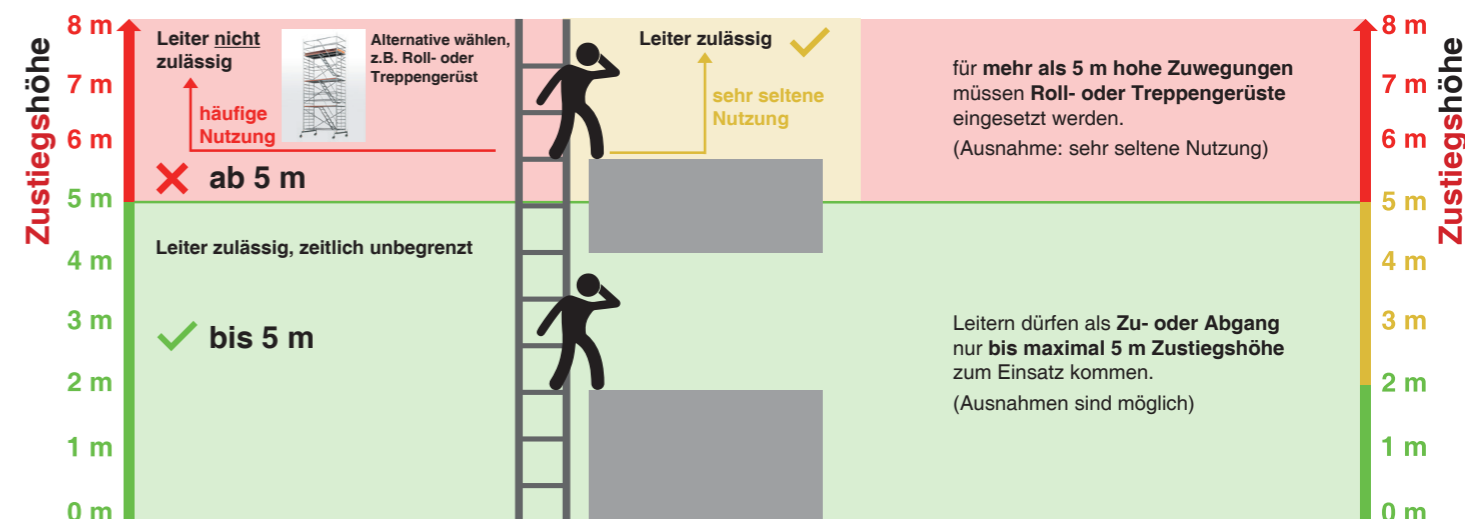 Zustiegshöhe
8 m
7 m
6 m
5 m
4 m
3 m
2 m
1 m
0 m
Leiter nicht
zulässig
häufige
Nutzung
Alternative wählen,
z.B. Roll- oder
Treppengerüst
ab 5 m
Leiter zulässig
sehr seltene
Nutzung
für mehr als 5 m hohe Zuwegungen
müssen Roll- oder Treppengerüste
eingesetzt werden.
(Ausnahme: sehr seltene Nutzung)
Leiter zulässig, zeitlich unbegrenzt
bis 5 m
Leitern dürfen als Zu- oder Abgang
nur bis maximal 5 m Zustiegshöhe
zum Einsatz kommen.
(Ausnahmen sind möglich)
8 m
7 m
6 m
5 m
4 m
3 m
2 m
1 m
0 m
Zustiegshöhe